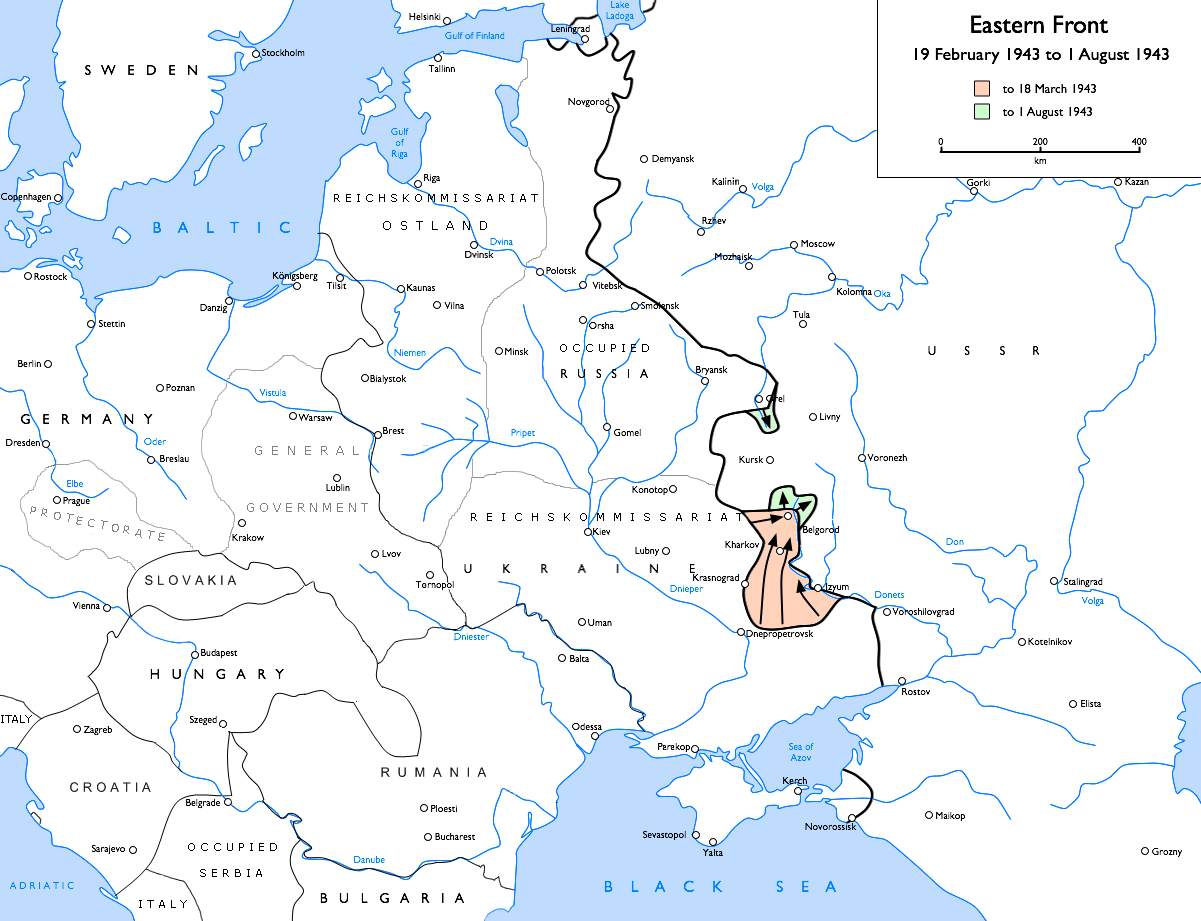 Eastern Front
19 February 1943 to 1 August 1943
to 18 March 1943
to 1 August 1943
0 200 400
km
Lake
Ladoga
Helsinki
Leningrad
Gulf of Finland
Stockholm
SWEDEN
Tallinn
Novgorod
Gulf
of
Riga
Demyansk
Riga
Kalinin
Volga
Gorki
Kazan
Copenhagen
REICHSKOMMISSARIAT
OSTLAND
BALTIC
Rzhev
Dvina
Dvinsk
Moscow
Mozhaisk
Rostock
Königsberg
Tilsit
Polotsk
Vitebsk
Kaunas
Kolomna
Oka
Danzig
Vilna
Smolensk
Stettin
Orsha
Tula
Berlin
Niemen
Minsk
OCCUPIED
RUSSIA
USSR
Bryansk
Poznan
Bialystok
Vistula
Orel
GERMANY
Warsaw
Livny
Dresden
Oder
Brest
Pripet
Gomel
Breslau
GENERAL
Kursk
Voronezh
Elbe
Prague
Lublin
Konotop
PROTECTORATE
GOVERNMENT
REICHSKOMMISSARIAT
Krakow
Kiev
Belgorod
Kharkov
Lvov
Lubny
Don
SLOVAKIA
Tarnopol
UKRAINE
Krasnograd
Dnieper
Izyum
Donets
Stalingrad
Volga
Vienna
Voroshilovgrad
Uman
Dniester
Dnepropetrovsk
Budapest
Balta
Kotelnikov
HUNGARY
Rostov
ITALY
Szeged
Zagreb
Odessa
Elista
Perekop
Sea of
Azov
RUMANIA
CROATIA
Kerch
Belgrade
Ploesti
Novorossisk
Maikop
Bucharest
Sevastopol
Yalta
Sarajevo
OCCUPIED
SERBIA
Danube
Grozny
ADRIATIC
BULGARIA
BLACK SEA
ITALY